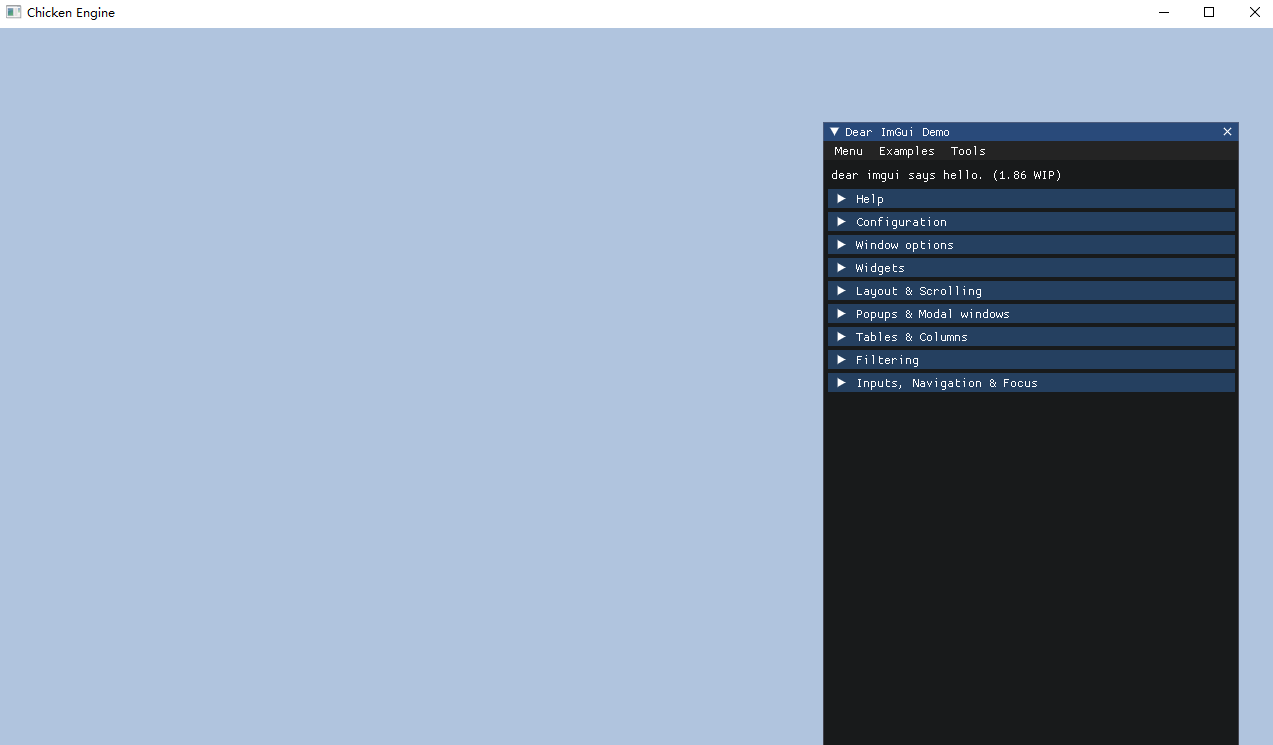 Chicken Engine
Dear ImGui Demo
Menu Examples Tools
dear imgui says hello. (1.86 WIP)
Help
Configuration
Window options
Widgets
Layout & Scrolling
Popups & Modal windows
Tables & Columns
Filtering
Inputs, Navigation & Focus